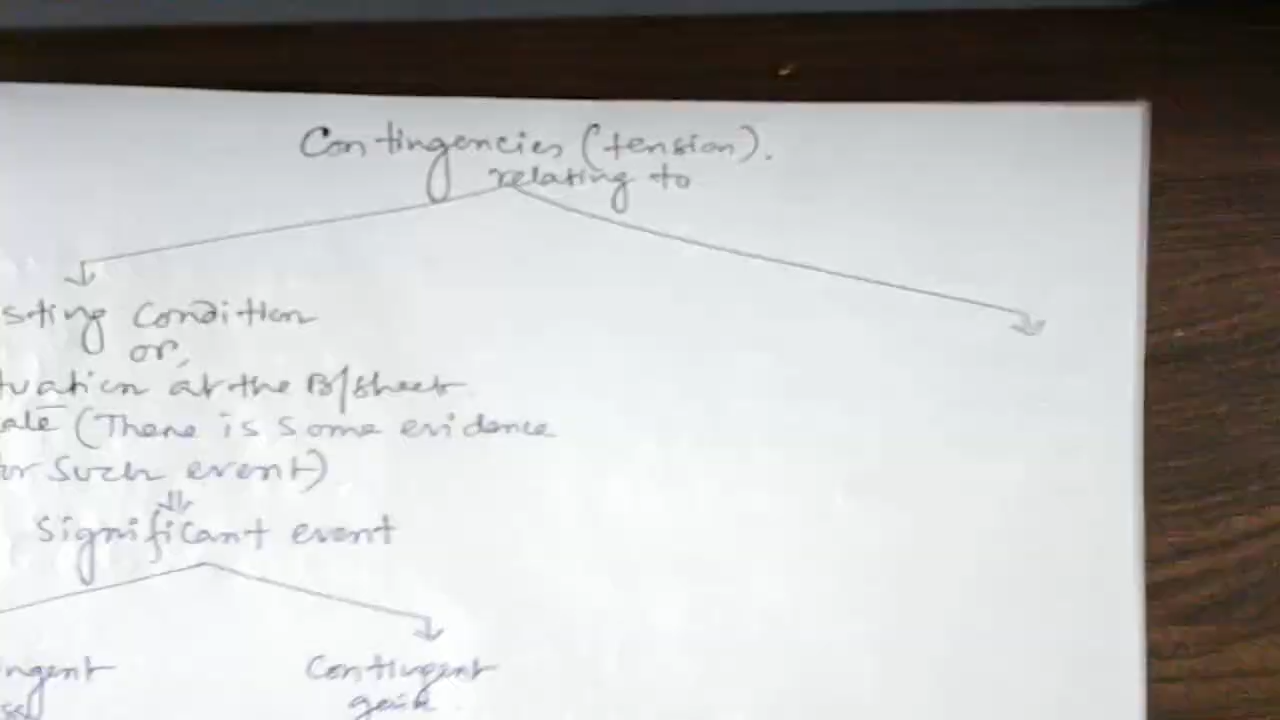 Contingencies (tension).
relating to
sting condition
or,
tuation at the B/Sheet
ate (There is some evidence
or such event)
Significant event
ngent
Contingent
gain